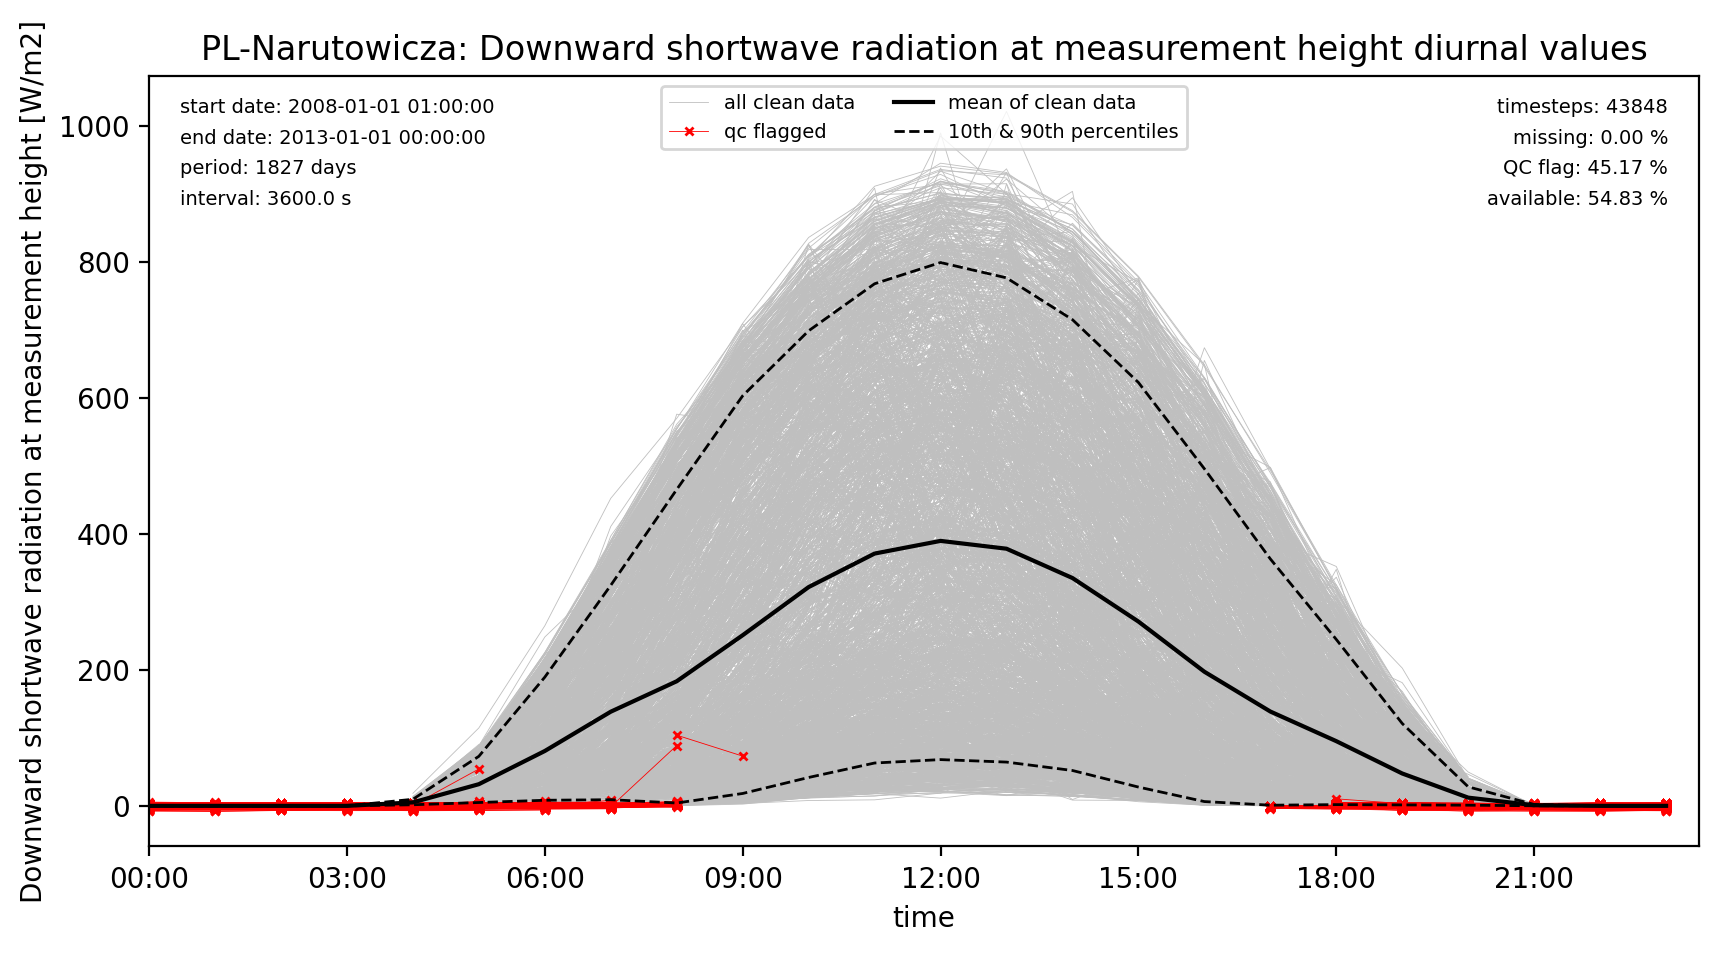 PL-Narutowicza: Downward shortwave radiation at measurement height diurnal values
Downward shortwave radiation at measurement height [W/m2]
start date: 2008-01-01 01:00:00
end date: 2013-01-01 00:00:00
period: 1827 days
interval: 3600.0 s
all clean data
qc flagged
mean of clean data
10th & 90th percentiles
timesteps: 43848
missing: 0.00 %
QC flag: 45.17 %
available: 54.83 %
1000
800
600
400
200
0
00:00 03:00 06:00 09:00 12:00 15:00 18:00 21:00
time